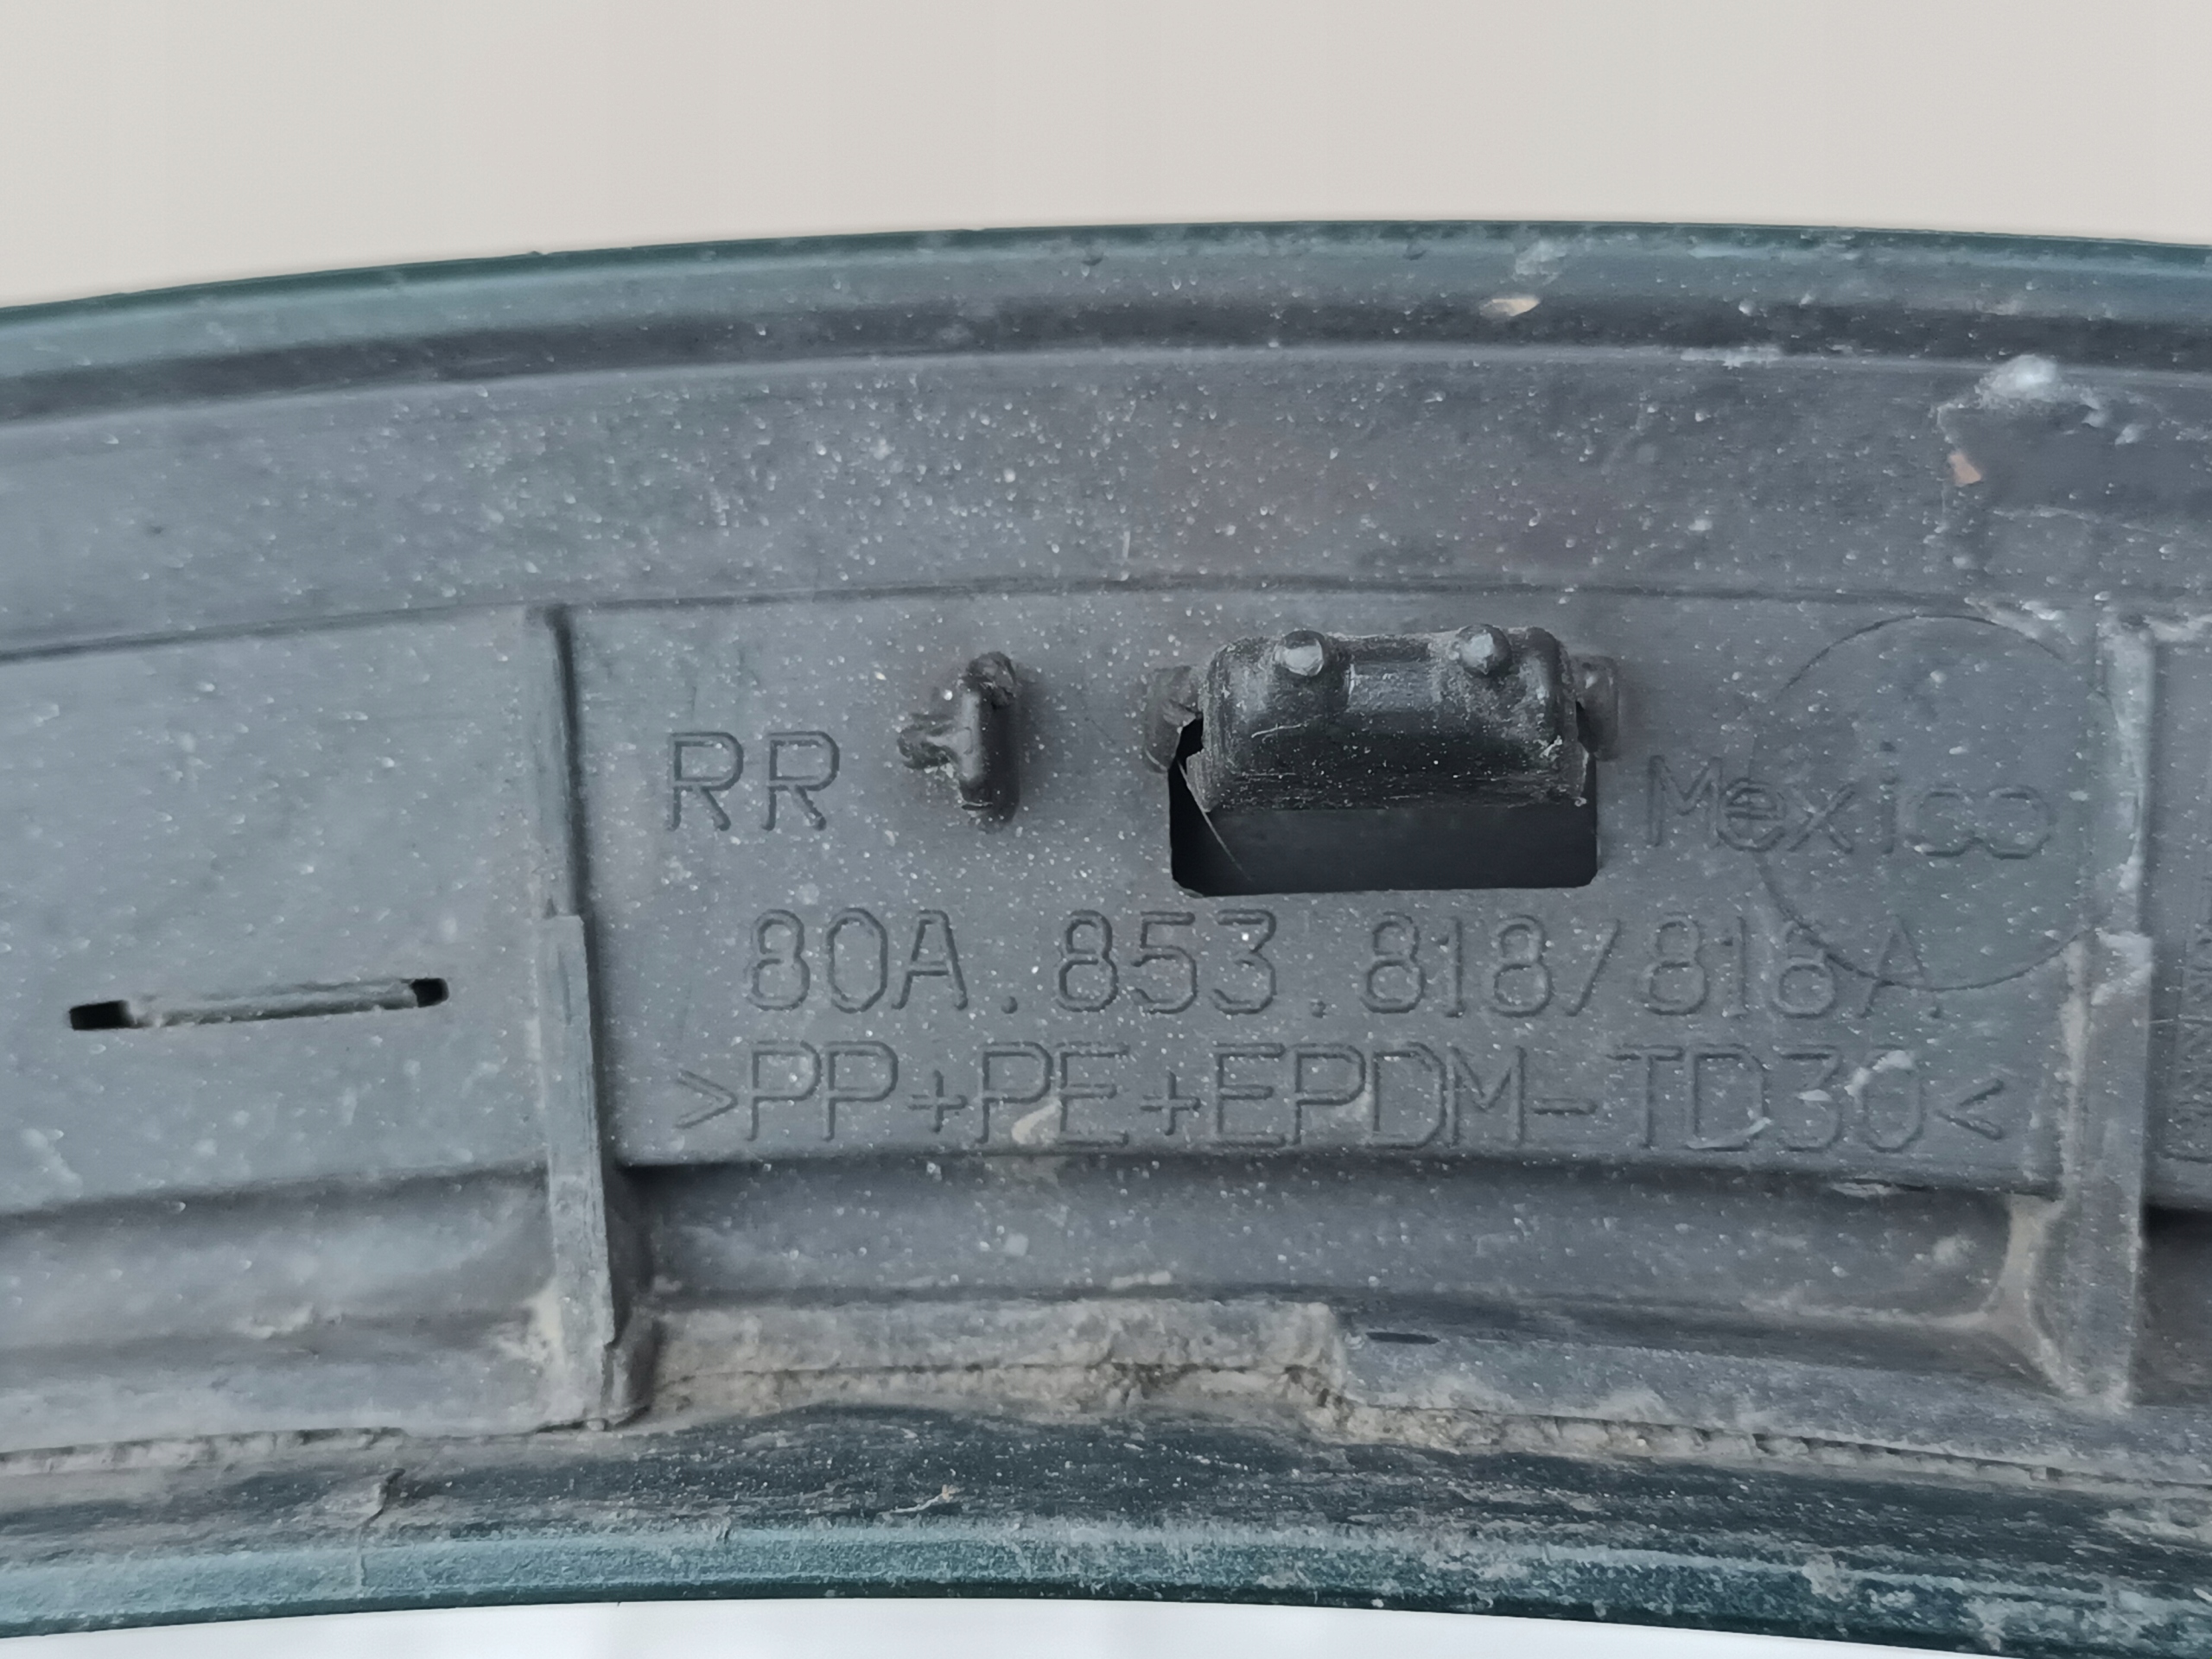 RR
Mexico
80A.853.818/818A
>PP+PE+EPDM-TD30<